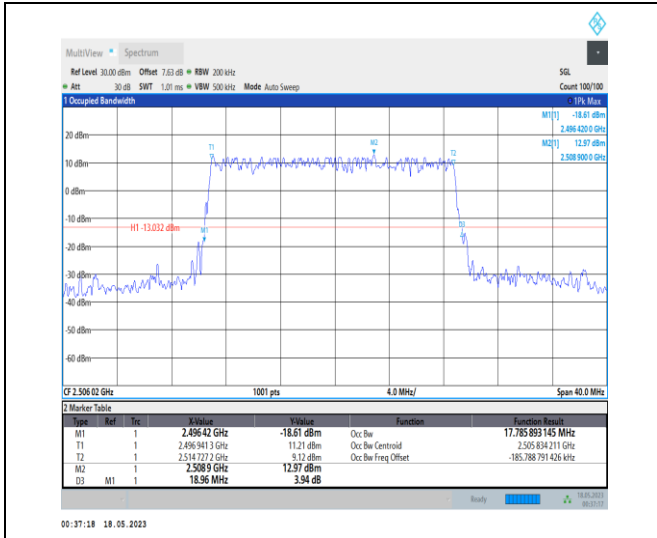 MultiView Spectrum
Ref Level 30.00 dBm Offset 7.63 dB RBW 200 kHz SGL
Att 30 dB SWT 1.01 ms VBW 500 kHz Mode Auto Sweep Count 100/100
1 Occupied Bandwidth 1Pk Max
M1[1] -18.61 dBm
2.496 420 0 GHz
M2[1] 12.97 dBm
2.508 900 0 GHz
20 dBm
M2
T1 T2
10 dBm
0 dBm
-10 dBm
D3
H1 -13.032 dBm M1
-20 dBm
-30 dBm
-40 dBm
-50 dBm
-60 dBm
CF 2.506 02 GHz 1001 pts 4.0 MHz/ Span 40.0 MHz
2 Marker Table
Type Ref Trc X-Value Y-Value Function Function Result
M1 1 2.496 42 GHz -18.61 dBm Occ Bw 17.785 893 145 MHz
T1 1 2.496 941 3 GHz 11.21 dBm Occ Bw Centroid 2.505 834 211 GHz
T2 1 2.514 727 2 GHz 9.12 dBm Occ Bw Freq Offset -185.788 791 426 kHz
M2 1 2.508 9 GHz 12.97 dBm
D3 M1 1 18.96 MHz 3.94 dB
Ready 18.05.2023
00:37:17
00:37:18 18.05.2023